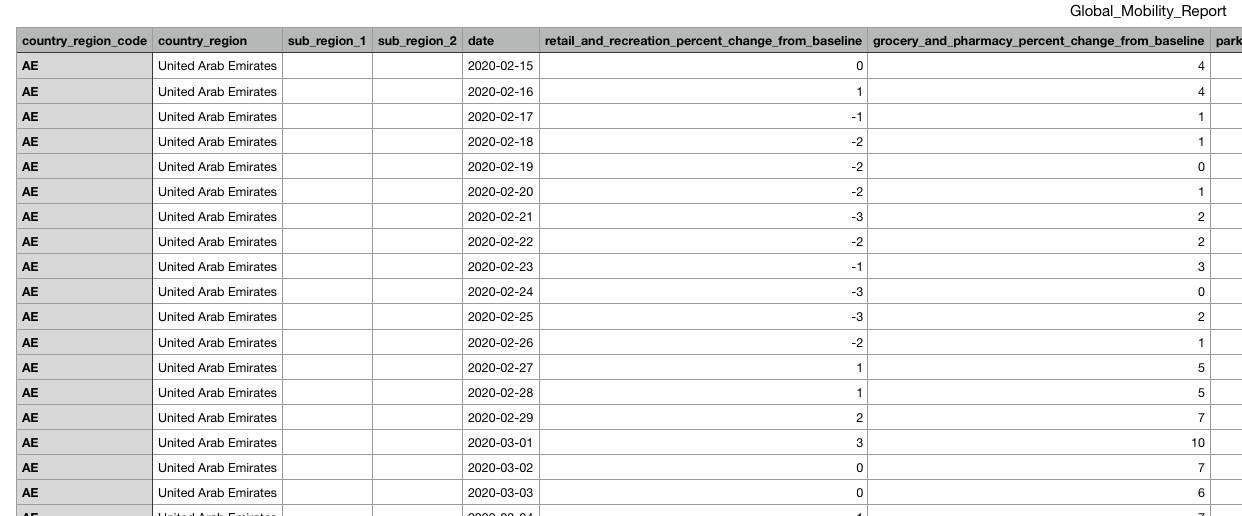 Global_Mobility_Report
country_region_code country_region sub_region_1 sub_region_2 date retail_and_recreation_percent_change_from_baseline grocery_and_pharmacy_percent_change_from_baseline park
AE United Arab Emirates 2020-02-15 0 4
AE United Arab Emirates 2020-02-16 1 4
AE United Arab Emirates 2020-02-17 -1 1
AE United Arab Emirates 2020-02-18 -2 1
AE United Arab Emirates 2020-02-19 -2 0
AE United Arab Emirates 2020-02-20 -2 1
AE United Arab Emirates 2020-02-21 -3 2
AE United Arab Emirates 2020-02-22 -2 2
AE United Arab Emirates 2020-02-23 -1 3
AE United Arab Emirates 2020-02-24 -3 0
AE United Arab Emirates 2020-02-25 -3 2
AE United Arab Emirates 2020-02-26 -2 1
AE United Arab Emirates 2020-02-27 1 5
AE United Arab Emirates 2020-02-28 1 5
AE United Arab Emirates 2020-02-29 2 7
AE United Arab Emirates 2020-03-01 3 10
AE United Arab Emirates 2020-03-02 0 7
AE United Arab Emirates 2020-03-03 0 6
AE United Arab Emirates